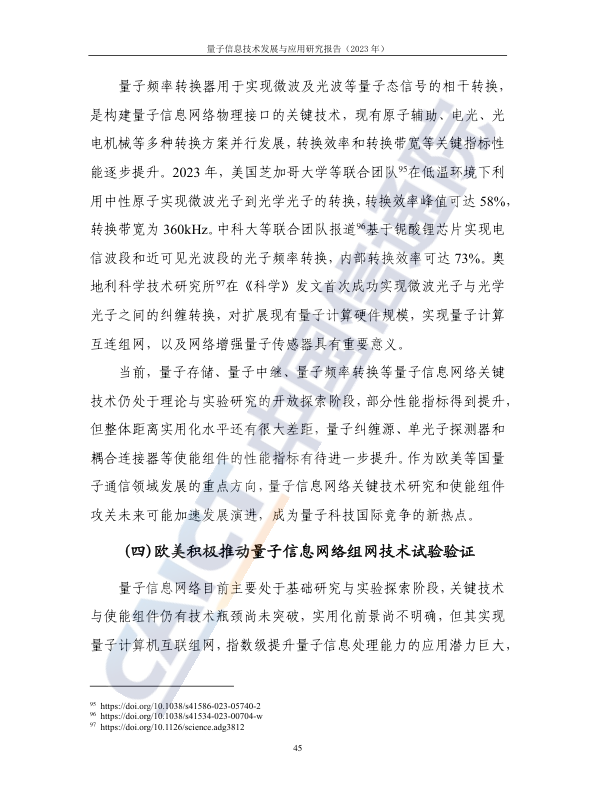 量子信息技术发展与应用研究报告（2023 年）
量子频率转换器用于实现微波及光波等量子态信号的相干转换，
是构建量子信息网络物理接口的关键技术，现有原子辅助、电光、光
电机械等多种转换方案并行发展，转换效率和转换带宽等关键指标性
能逐步提升。2023 年，美国芝加哥大学等联合团队95在低温环境下利
用中性原子实现微波光子到光学光子的转换，转换效率峰值可达 58%，
转换带宽为 360kHz。中科大等联合团队报道96基于铌酸锂芯片实现电
信波段和近可见光波段的光子频率转换，内部转换效率可达 73%。奥
地利科学技术研究所97在《科学》发文首次成功实现微波光子与光学
光子之间的纠缠转换，对扩展现有量子计算硬件规模，实现量子计算
互连组网，以及网络增强量子传感器具有重要意义。
当前，量子存储、量子中继、量子频率转换等量子信息网络关键
技术仍处于理论与实验研究的开放探索阶段，部分性能指标得到提升，
但整体距离实用化水平还有很大差距，量子纠缠源、单光子探测器和
耦合连接器等使能组件的性能指标有待进一步提升。作为欧美等国量
子通信领域发展的重点方向，量子信息网络关键技术研究和使能组件
攻关未来可能加速发展演进，成为量子科技国际竞争的新热点。
(四)欧美积极推动量子信息网络组网技术试验验证
量子信息网络目前主要处于基础研究与实验探索阶段，关键技术
与使能组件仍有技术瓶颈尚未突破，实用化前景尚不明确，但其实现
量子计算机互联组网，指数级提升量子信息处理能力的应用潜力巨大，
95 https://doi.org/10.1038/s41586-023-05740-2
96 https://doi.org/10.1038/s41534-023-00704-w
97 https://doi.org/10.1126/science.adg3812
45
CAICT 中国信通院